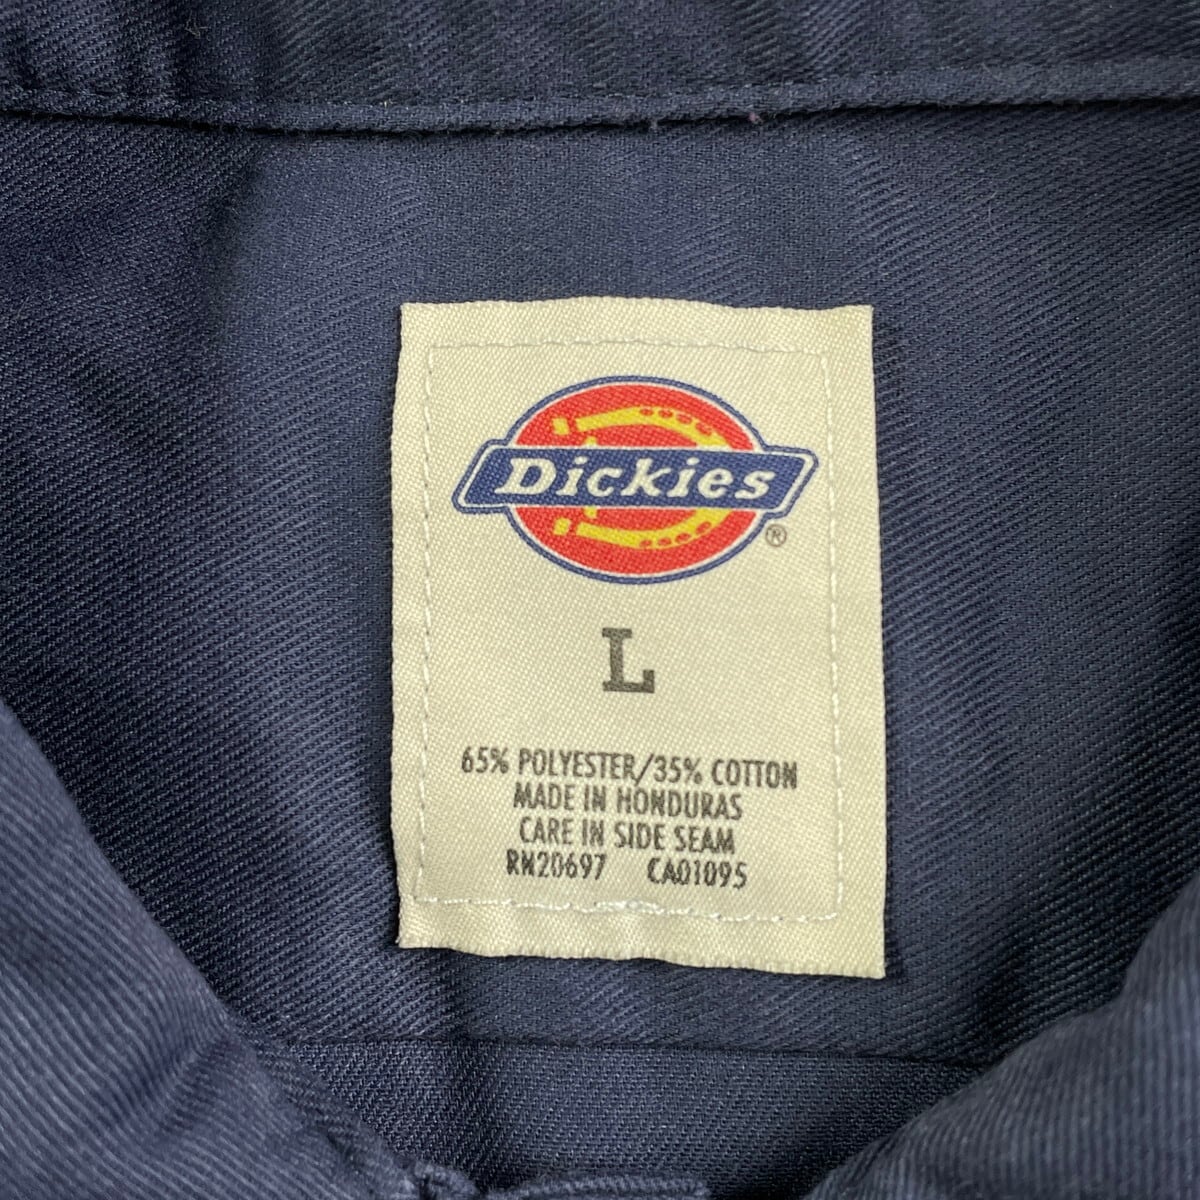 Dickies
®
L
65% POLYESTER/35% COTTON
MADE IN HONDURAS
CARE IN SIDE SEAM
RN20697 CA01095